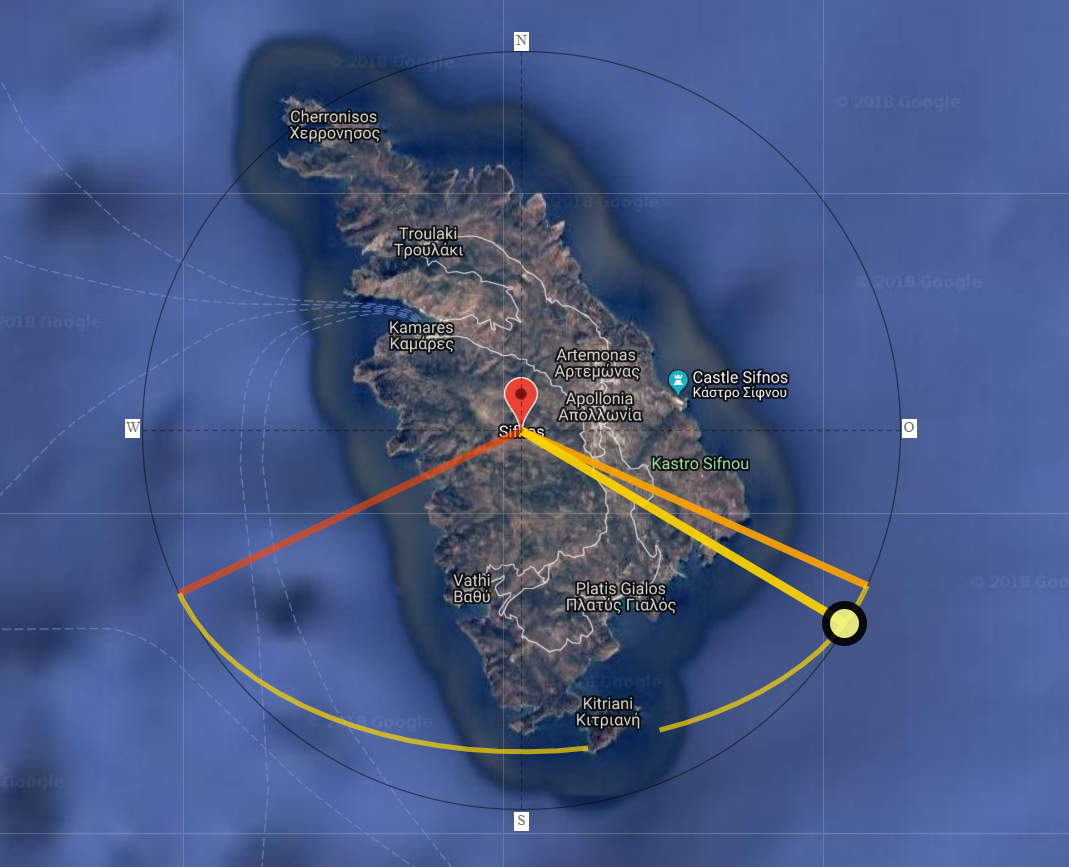 N
© 2018 Google
© 2018 Google
Cherronisos
Χερρονησος
2018 Google
Troulaki
Τρουλάκι
© 2018 Google
2018 Google
Kamares
Καμάρες
Artemonas
Αρτεμώνας
Castle Sifnos
Κάστρο Σίφνου
Apollonia
Απολλωνία
W
Sifnos
O
Kastro Sifnou
Vathi
Βαθύ
Platis Gialos
Πλατύς Γιαλός
© 2018 Goo
le Google
Kitriani
Κιτριανή
© 2018 Google
Google
S